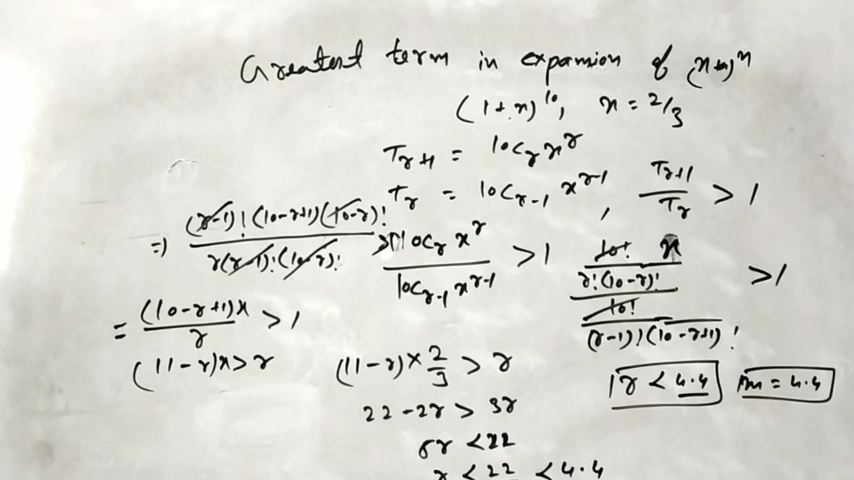 Greatest term in expansion of (x+a)^n
(1+x)^10, x = 2/3
T_{r+1} = 10C_r x^r
T_r = 10C_{r-1} x^{r-1}, T_{r+1}/T_r > 1
10C_r x^r / 10C_{r-1} x^{r-1} > 1
10! x / r!(10-r)! / 10! / (r-1)!(10-r+1)! > 1
=> (r-1)!(10-r+1)(10-r)! / r(r-1)!(10-r)! >
= (10-r+1)x / r > 1
(11-r)x > r
(11-r) × 2/3 > r
22-2r > 3r
5r < 22
r < 22 < 4.4
r < 4.4
m = 4.4